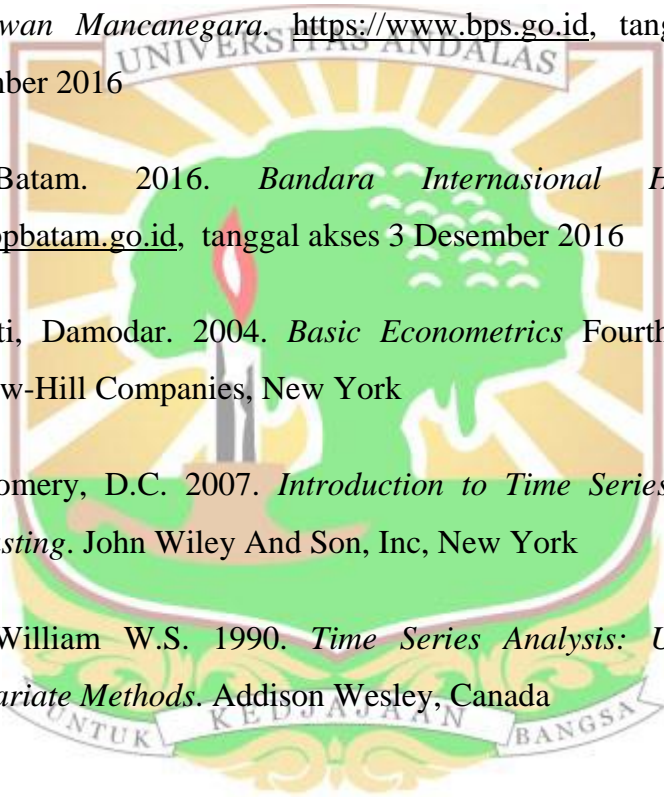 wan Mancanegara. https://www.bps.go.id, tang
UNIVERSITAS ANDALAS
nber 2016
Batam. 2016. Bandara Internasional H
opbatam.go.id, tanggal akses 3 Desember 2016
ti, Damodar. 2004. Basic Econometrics Fourth
w-Hill Companies, New York
omery, D.C. 2007. Introduction to Time Series
sting. John Wiley And Son, Inc, New York
William W.S. 1990. Time Series Analysis: U
ariate Methods. Addison Wesley, Canada
UNTUK KEDJAJAAN BANGSA